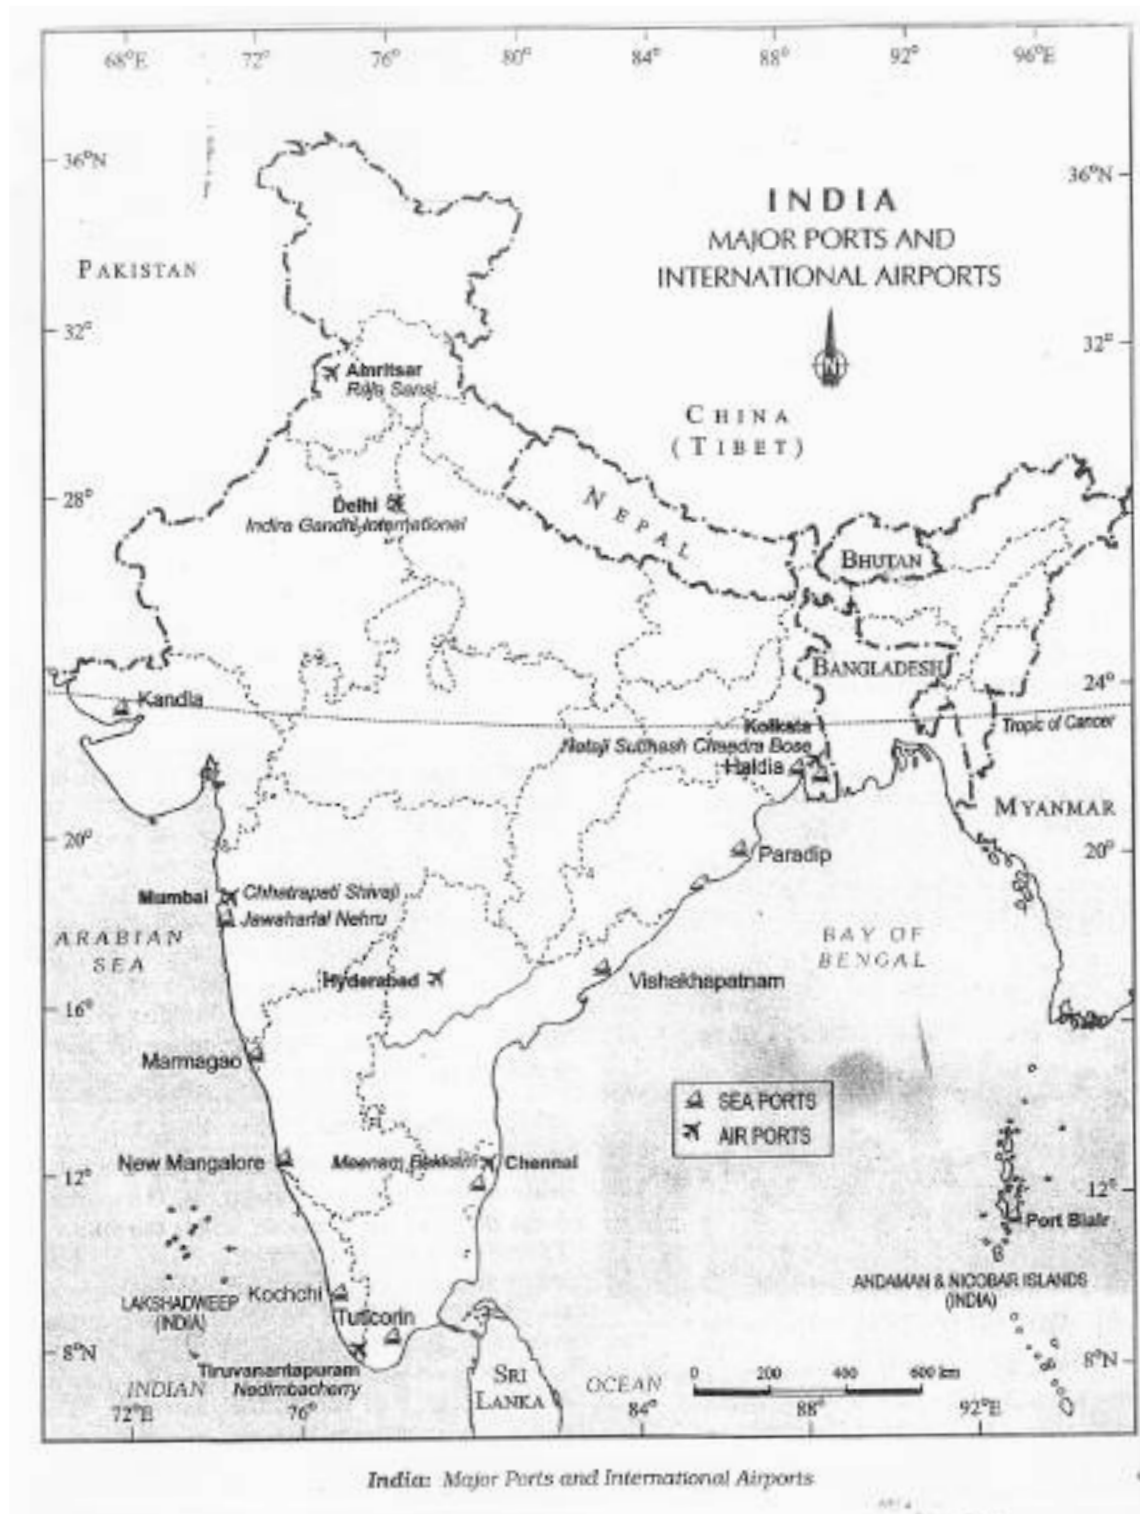 68°E 72° 76° 80° 84° 88° 92° 96°E
36°N
36°N
INDIA
MAJOR PORTS AND
INTERNATIONAL AIRPORTS
PAKISTAN
32°
32°
N
Amritsar
Raja Sansi
CHINA
(TIBET)
28°
Delhi
Indira Gandhi International
NEPAL
BHUTAN
BANGLADESH
24°
Kandla
Tropic of Cancer
Kolkata
Netaji Subhash Chandra Bose
Haldia
MYANMAR
20°
20°
Paradip
Mumbai
Chhatrapati Shivaji
Jawaharlal Nehru
ARABIAN
SEA
BAY OF
BENGAL
Hyderabad
Vishakhapatnam
16°
Marmagao
SEA PORTS
AIR PORTS
New Mangalore
Meenam Bakkam
Chennai
12°
12°
Port Blair
LAKSHADWEEP
(INDIA)
Kochchi
Tuticorin
ANDAMAN & NICOBAR ISLANDS
(INDIA)
8°N
8°N
Tiruvanantapuram
Nedimbacherry
INDIAN
OCEAN
SRI
LANKA
0 200 400 600 km
72°E 76° 84° 88° 92°E
India: Major Ports and International Airports